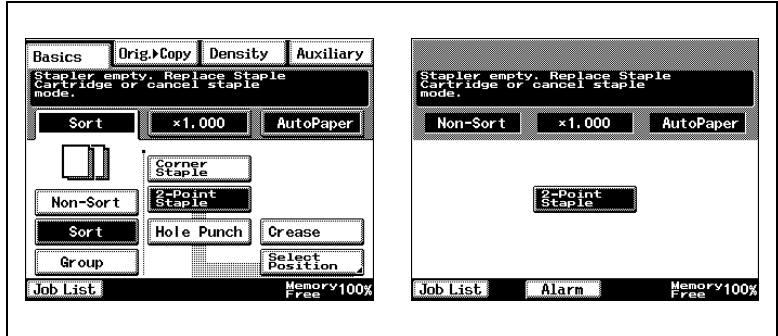 Basics Orig.▶Copy Density Auxiliary
Stapler empty. Replace Staple
Cartridge or cancel staple
mode.
Sort ×1.000 AutoPaper
Corner
Staple
Non-Sort 2-Point
Staple
Sort Hole Punch Crease
Group Select
Position
Job List Memory
Free 100%
Stapler empty. Replace Staple
Cartridge or cancel staple
mode.
Non-Sort ×1.000 AutoPaper
2-Point
Staple
Job List Alarm Memory
Free 100%